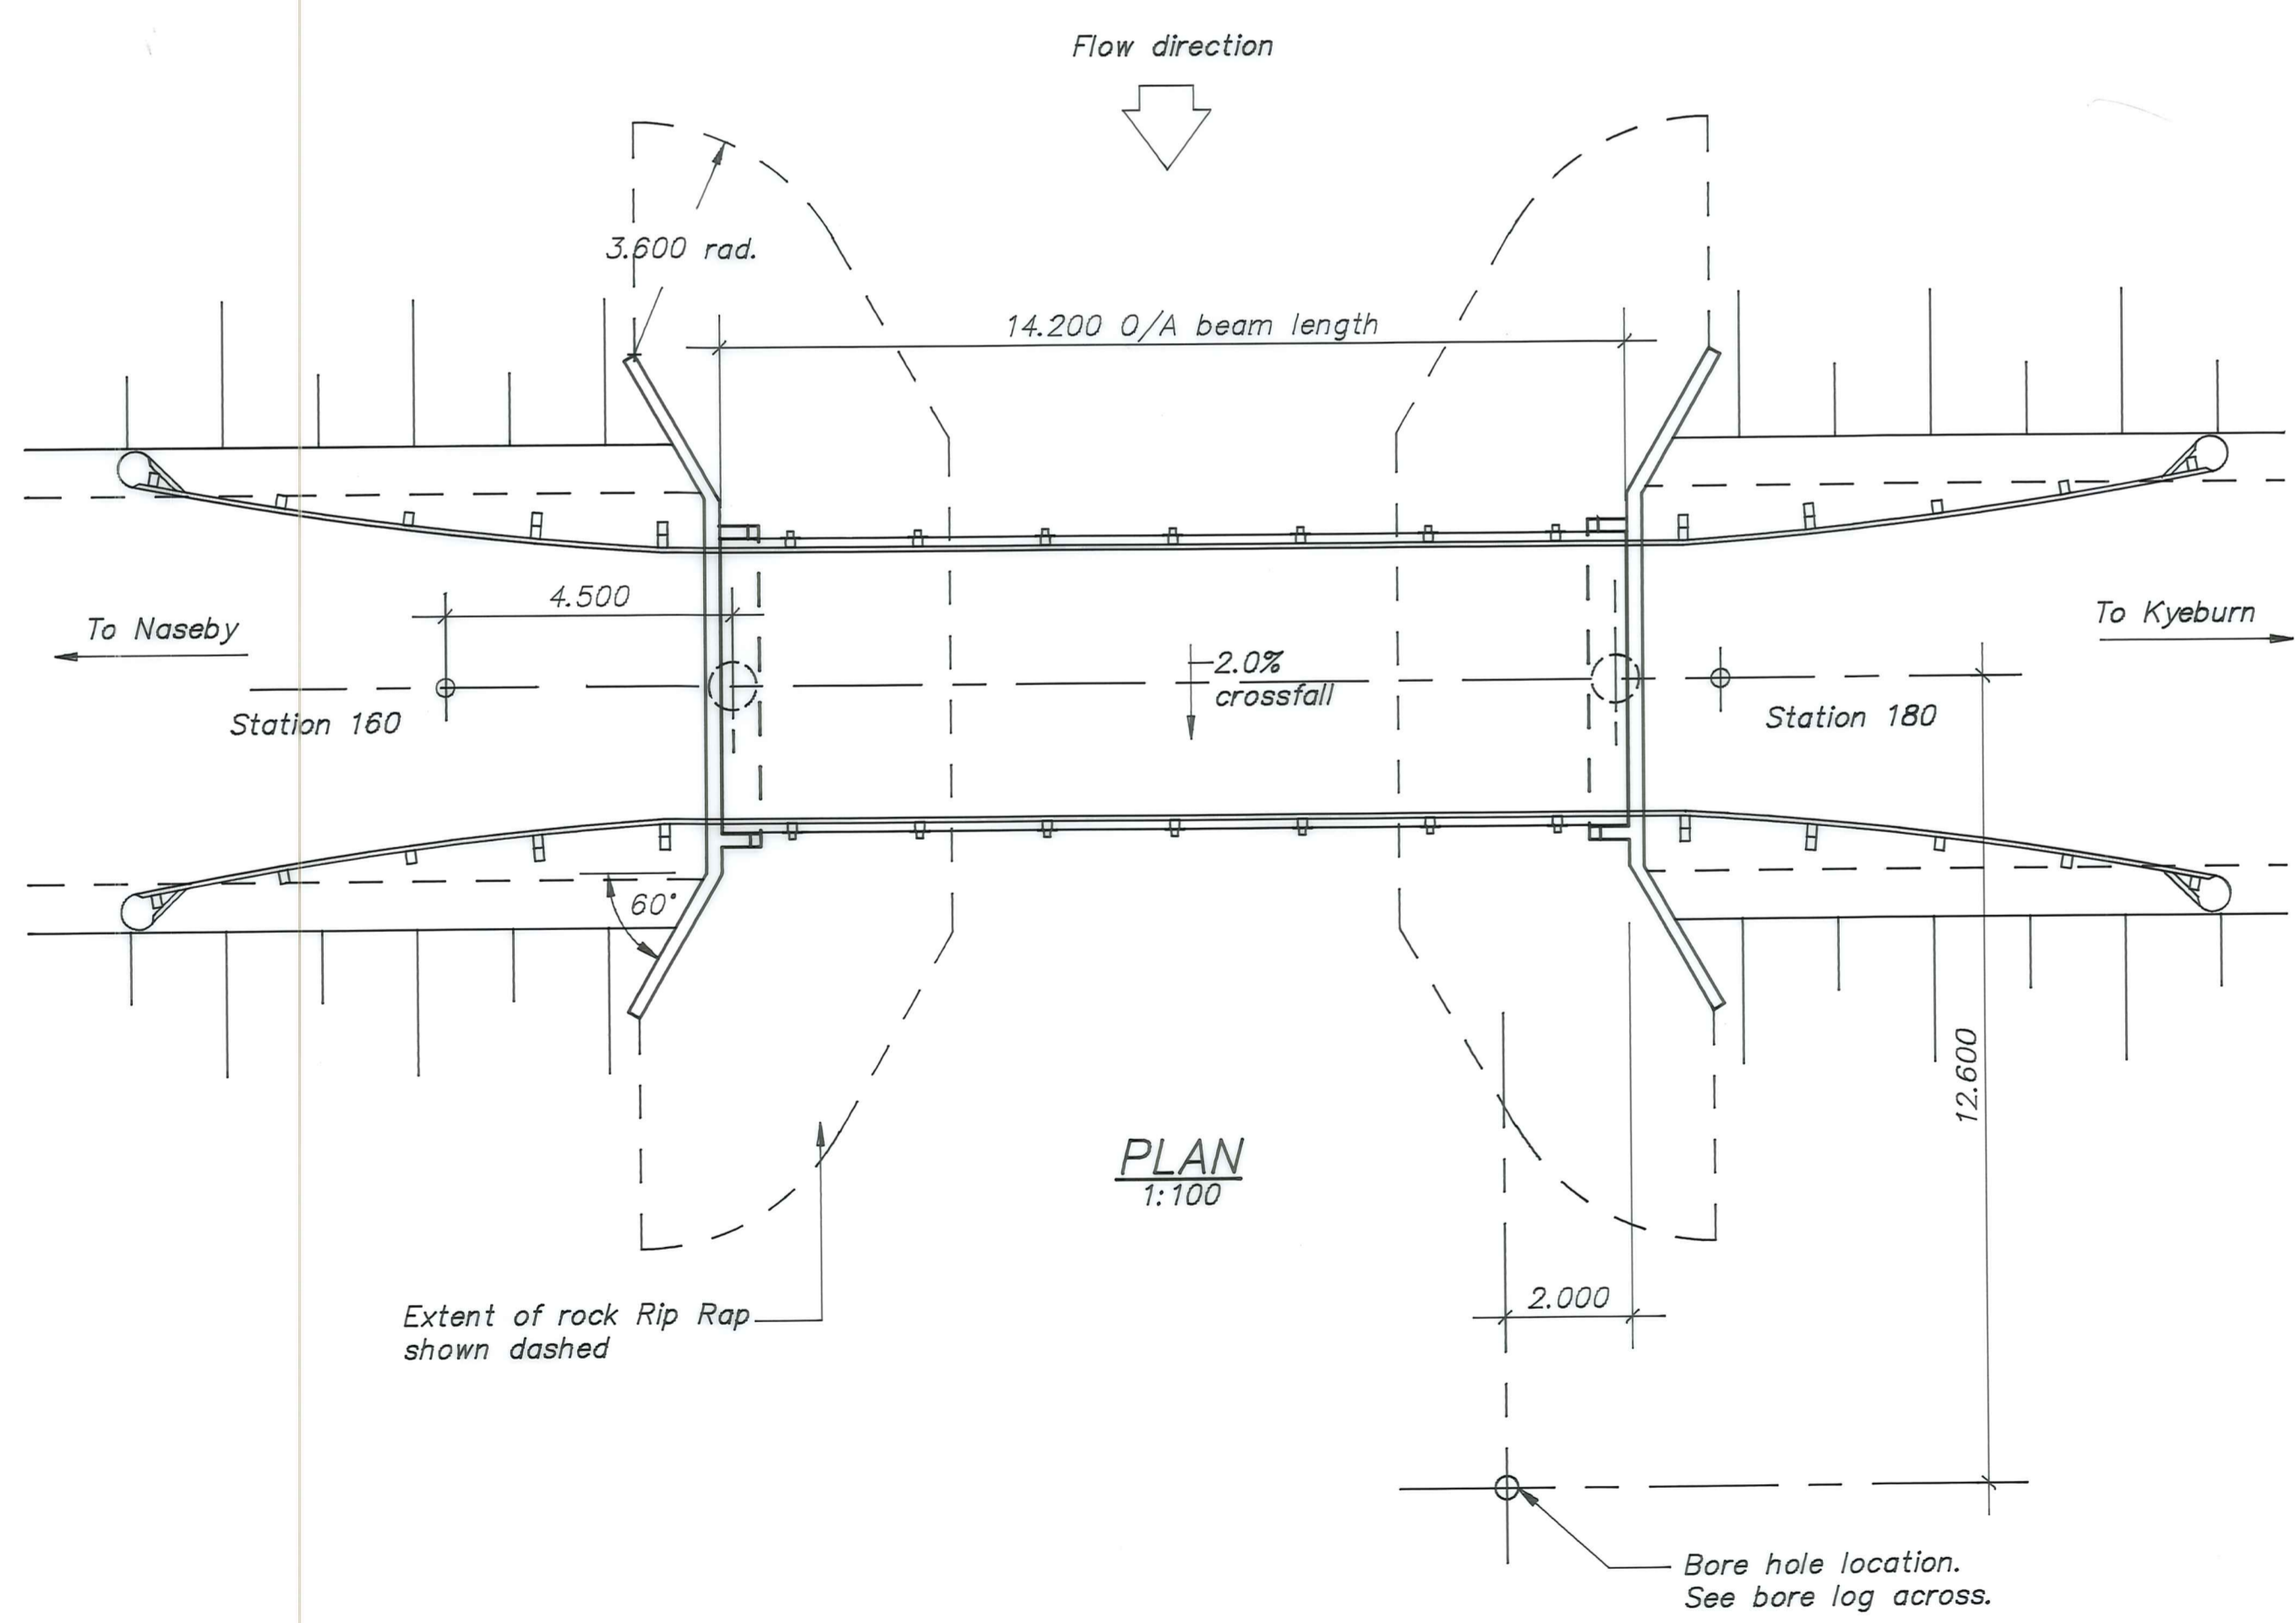 Flow direction
3.600 rad.
14.200 O/A beam length
4.500
To Naseby
To Kyeburn
2.0%
crossfall
Station 160
Station 180
60°
12.600
PLAN
1:100
2.000
Extent of rock Rip Rap
shown dashed
Bore hole location.
See bore log across.